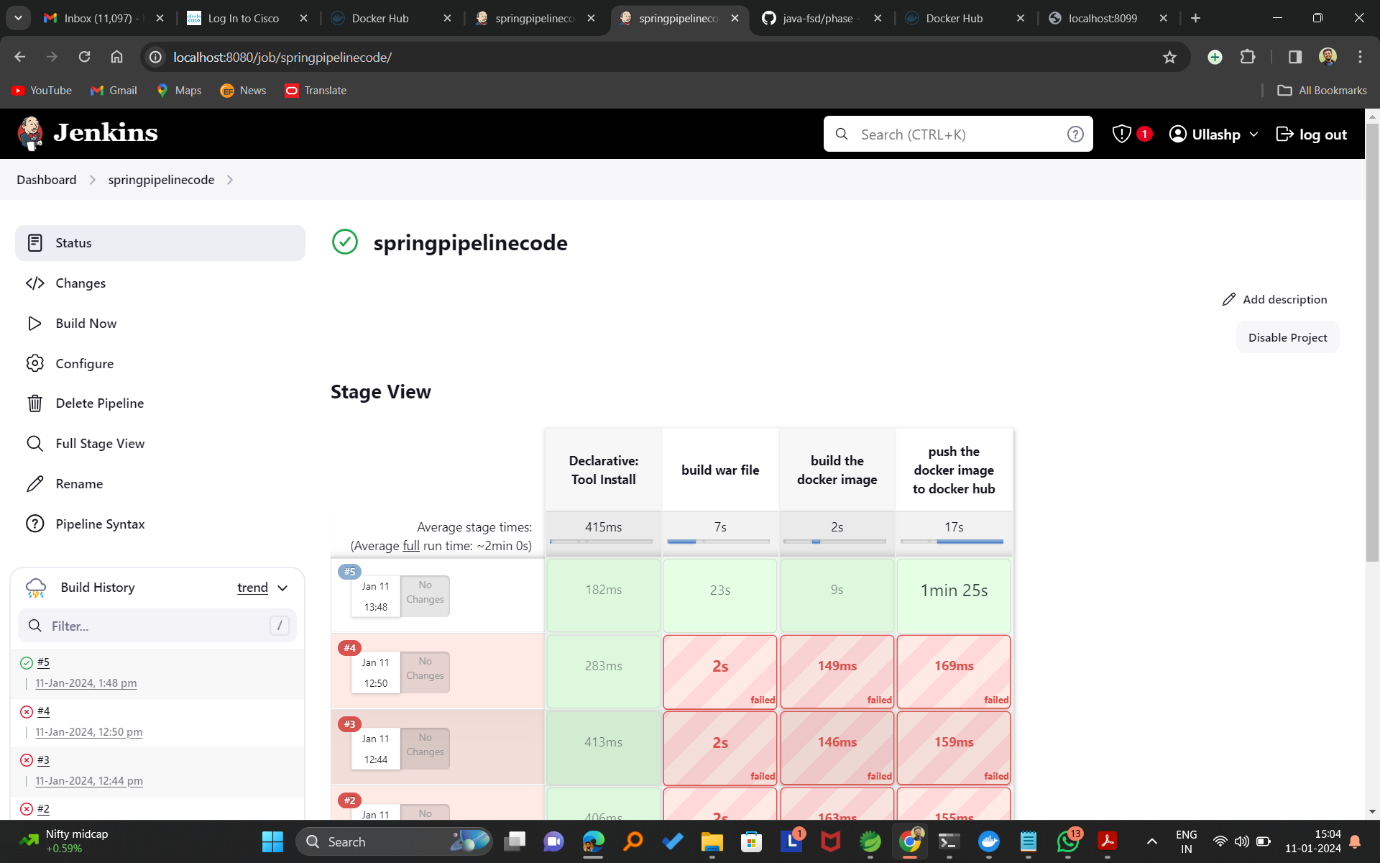 Inbox (11,097) -
Log In to Cisco
Docker Hub
springpipelineco
springpipelineco
java-fsd/phase -
Docker Hub
localhost:8099
localhost:8080/job/springpipelinecode/
YouTube
Gmail
Maps
News
Translate
All Bookmarks
Jenkins
Search (CTRL+K)
?
1
Ullashp
log out
Dashboard
springpipelinecode
Status
Changes
Build Now
Configure
Delete Pipeline
Full Stage View
Rename
Pipeline Syntax
springpipelinecode
Add description
Disable Project
Stage View
Declarative:
Tool Install
build war file
build the
docker image
push the
docker image
to docker hub
Average stage times:
(Average full run time: ~2min 0s)
415ms
7s
2s
17s
#5
Jan 11
13:48
No
Changes
182ms
23s
9s
1min 25s
#4
Jan 11
12:50
No
Changes
283ms
2s
failed
149ms
failed
169ms
failed
#3
Jan 11
12:44
No
Changes
413ms
2s
failed
146ms
failed
159ms
failed
#2
Jan 11
No
406ms
2s
163ms
155ms
Build History
trend
Filter...
/
#5
11-Jan-2024, 1:48 pm
#4
11-Jan-2024, 12:50 pm
#3
11-Jan-2024, 12:44 pm
#2
Nifty midcap
+0.59%
Search
1
13
ENG
IN
15:04
11-01-2024